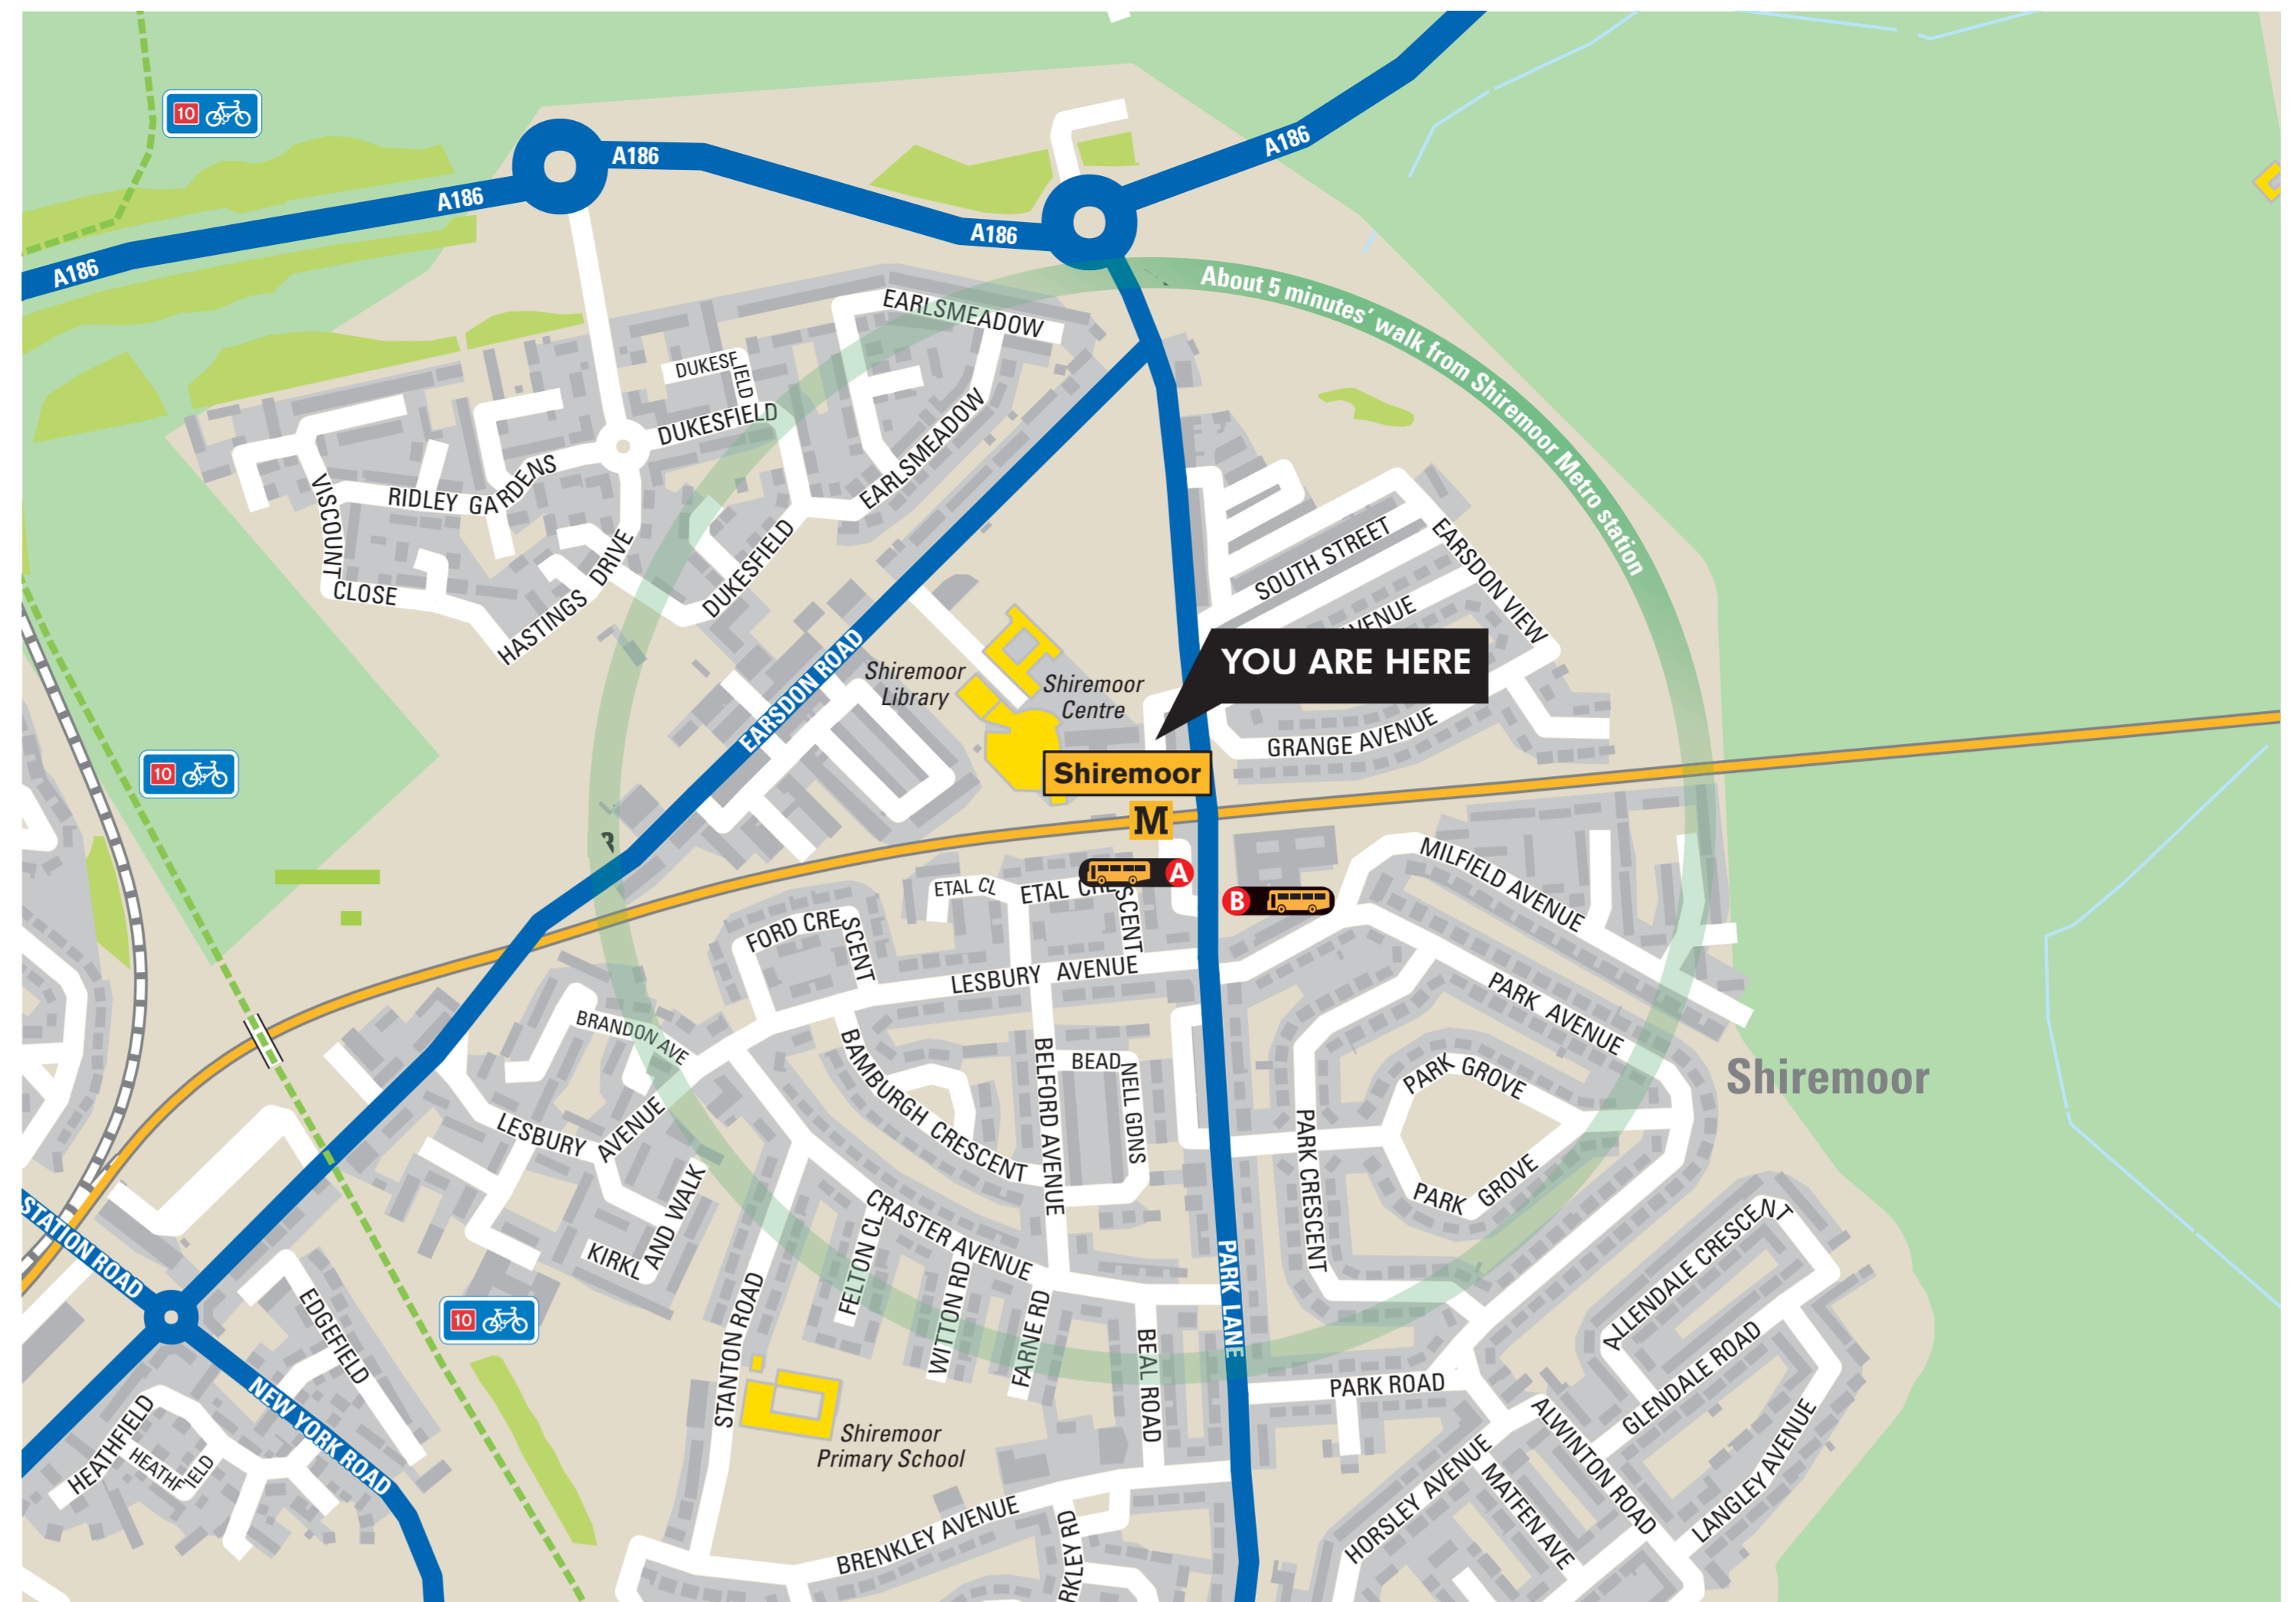 10
A186
A186
A186
A186
A186
About 5 minutes' walk from Shiremoor Metro station
EARLSMEADOW
DUKESFIELD
DUKESFIELD
EARLSMEADOW
VISCOUNT
CLOSE
RIDLEY GARDENS
HASTINGS DRIVE
DUKESFIELD
SOUTH STREET
EARSDON VIEW
YOU ARE HERE
EARSDON ROAD
Shiremoor
Library
Shiremoor
Centre
GRANGE AVENUE
Shiremoor
M
10
A
B
ETAL CL
ETAL CRESCENT
MILFIELD AVENUE
FORD CRESCENT
LESBURY AVENUE
PARK AVENUE
BRANDON AVE
BAMBURGH CRESCENT
BELFORD AVENUE
BEADNELL GDNS
PARK GROVE
Shiremoor
LESBURY AVENUE
PARK CRESCENT
PARK GROVE
KIRKLAND WALK
CRASTER AVENUE
STATION ROAD
FELTON CL
WITTON RD
FARNE RD
PARK LANE
ALLENDALE CRESCENT
10
EDGEFIELD
STANTON ROAD
BEAL ROAD
PARK ROAD
GLENDALE ROAD
NEW YORK ROAD
HEATHFIELD
HEATHFIELD
Shiremoor
Primary School
ALWINTON ROAD
LANGLEY AVENUE
HORSLEY AVENUE
MATFEN AVE
BRENKLEY AVENUE